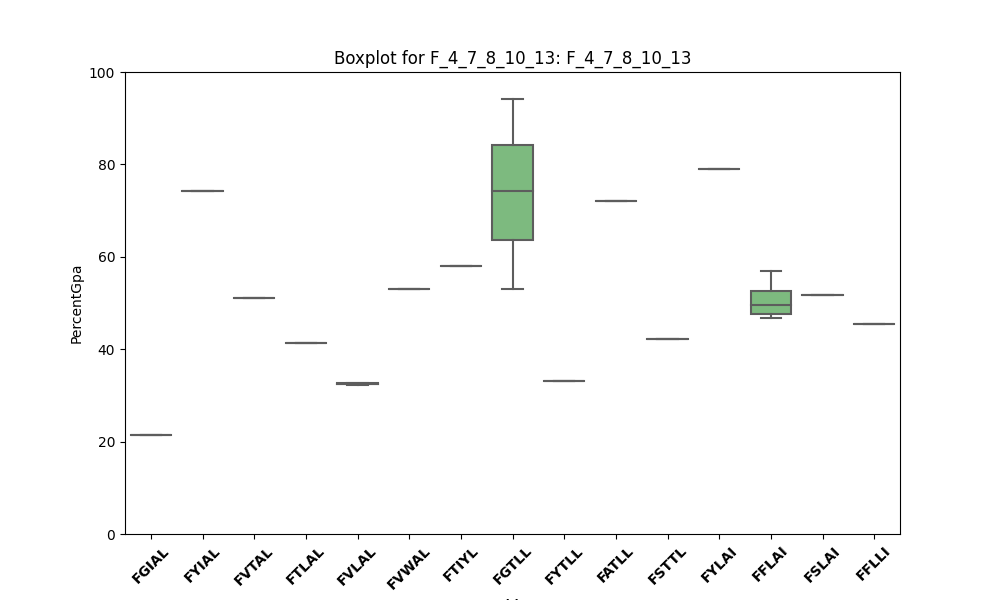 Boxplot for F_4_7_8_10_13: F_4_7_8_10_13
100
80
60
40
20
0
PercentGpa
FGIAL FYIAL FVTAL FTLAL FVLAL FVWAL FTIYL FGTLL FYTLL FATLL FSTTL FYLAI FFLAI FSLAI FFLLI